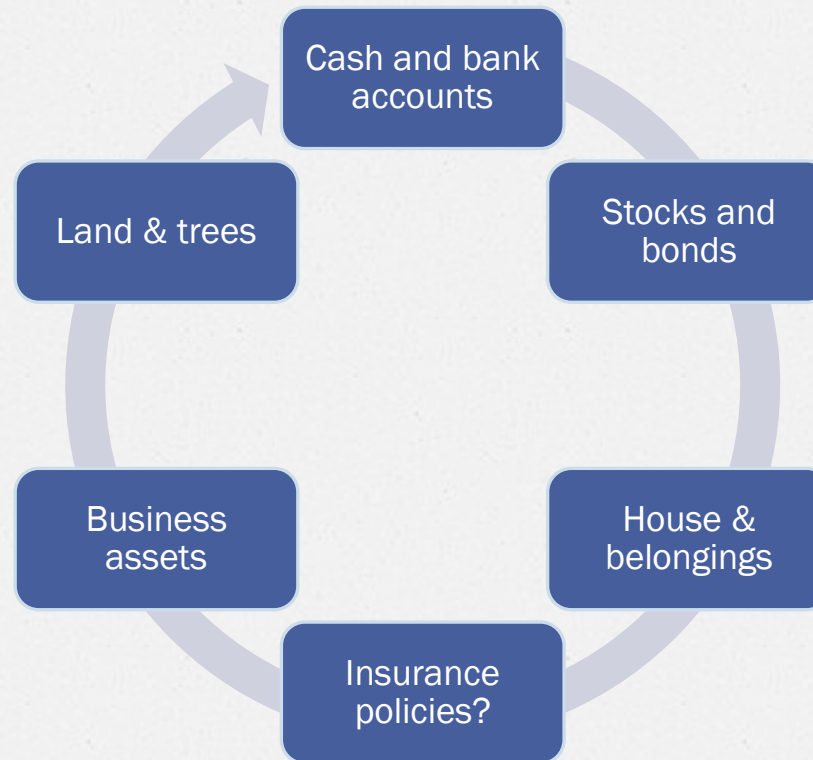 Cash and bank
accounts
Stocks and
bonds
House &
belongings
Insurance
policies?
Business
assets
Land & trees